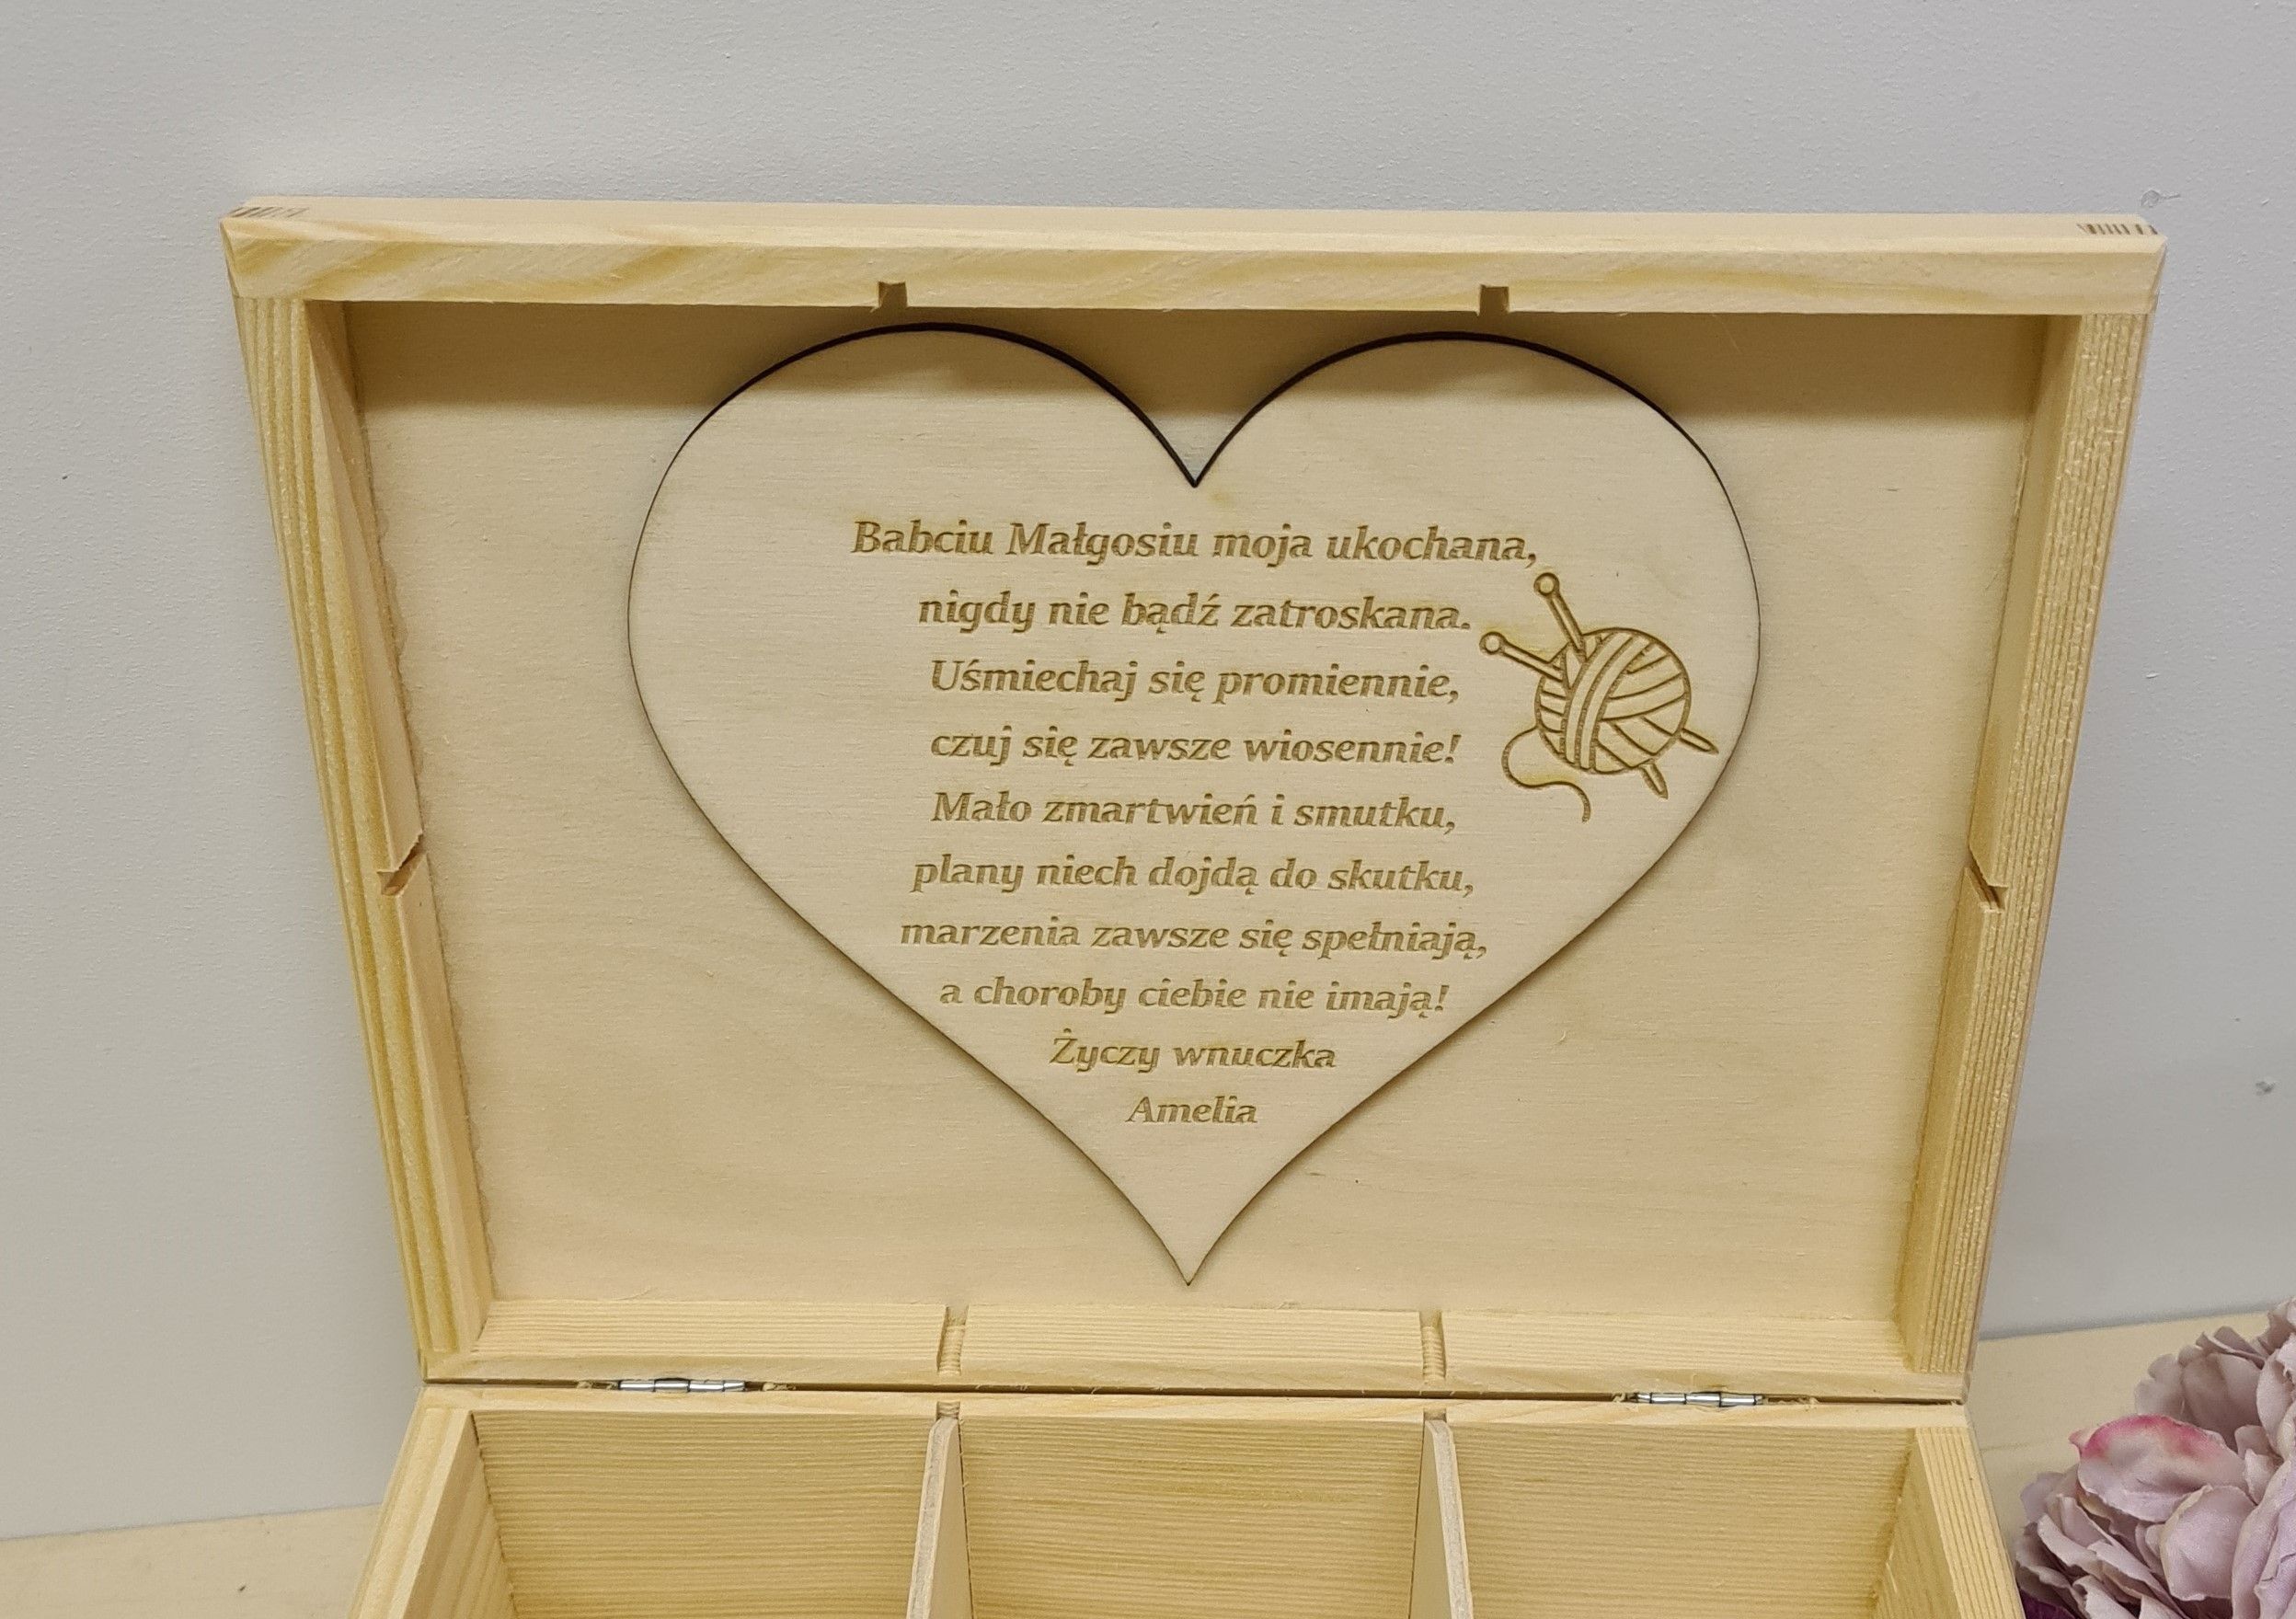 Babciu Małgosiu moja ukochana,
nigdy nie bądź zatroskana.
Uśmiechaj się promiennie,
czuj się zawsze wiosennie!
Mało zmartwień i smutku,
plany niech dojdą do skutku,
marzenia zawsze się spełniają,
a choroby ciebie nie imają!
Życzy wnuczka
Amelia